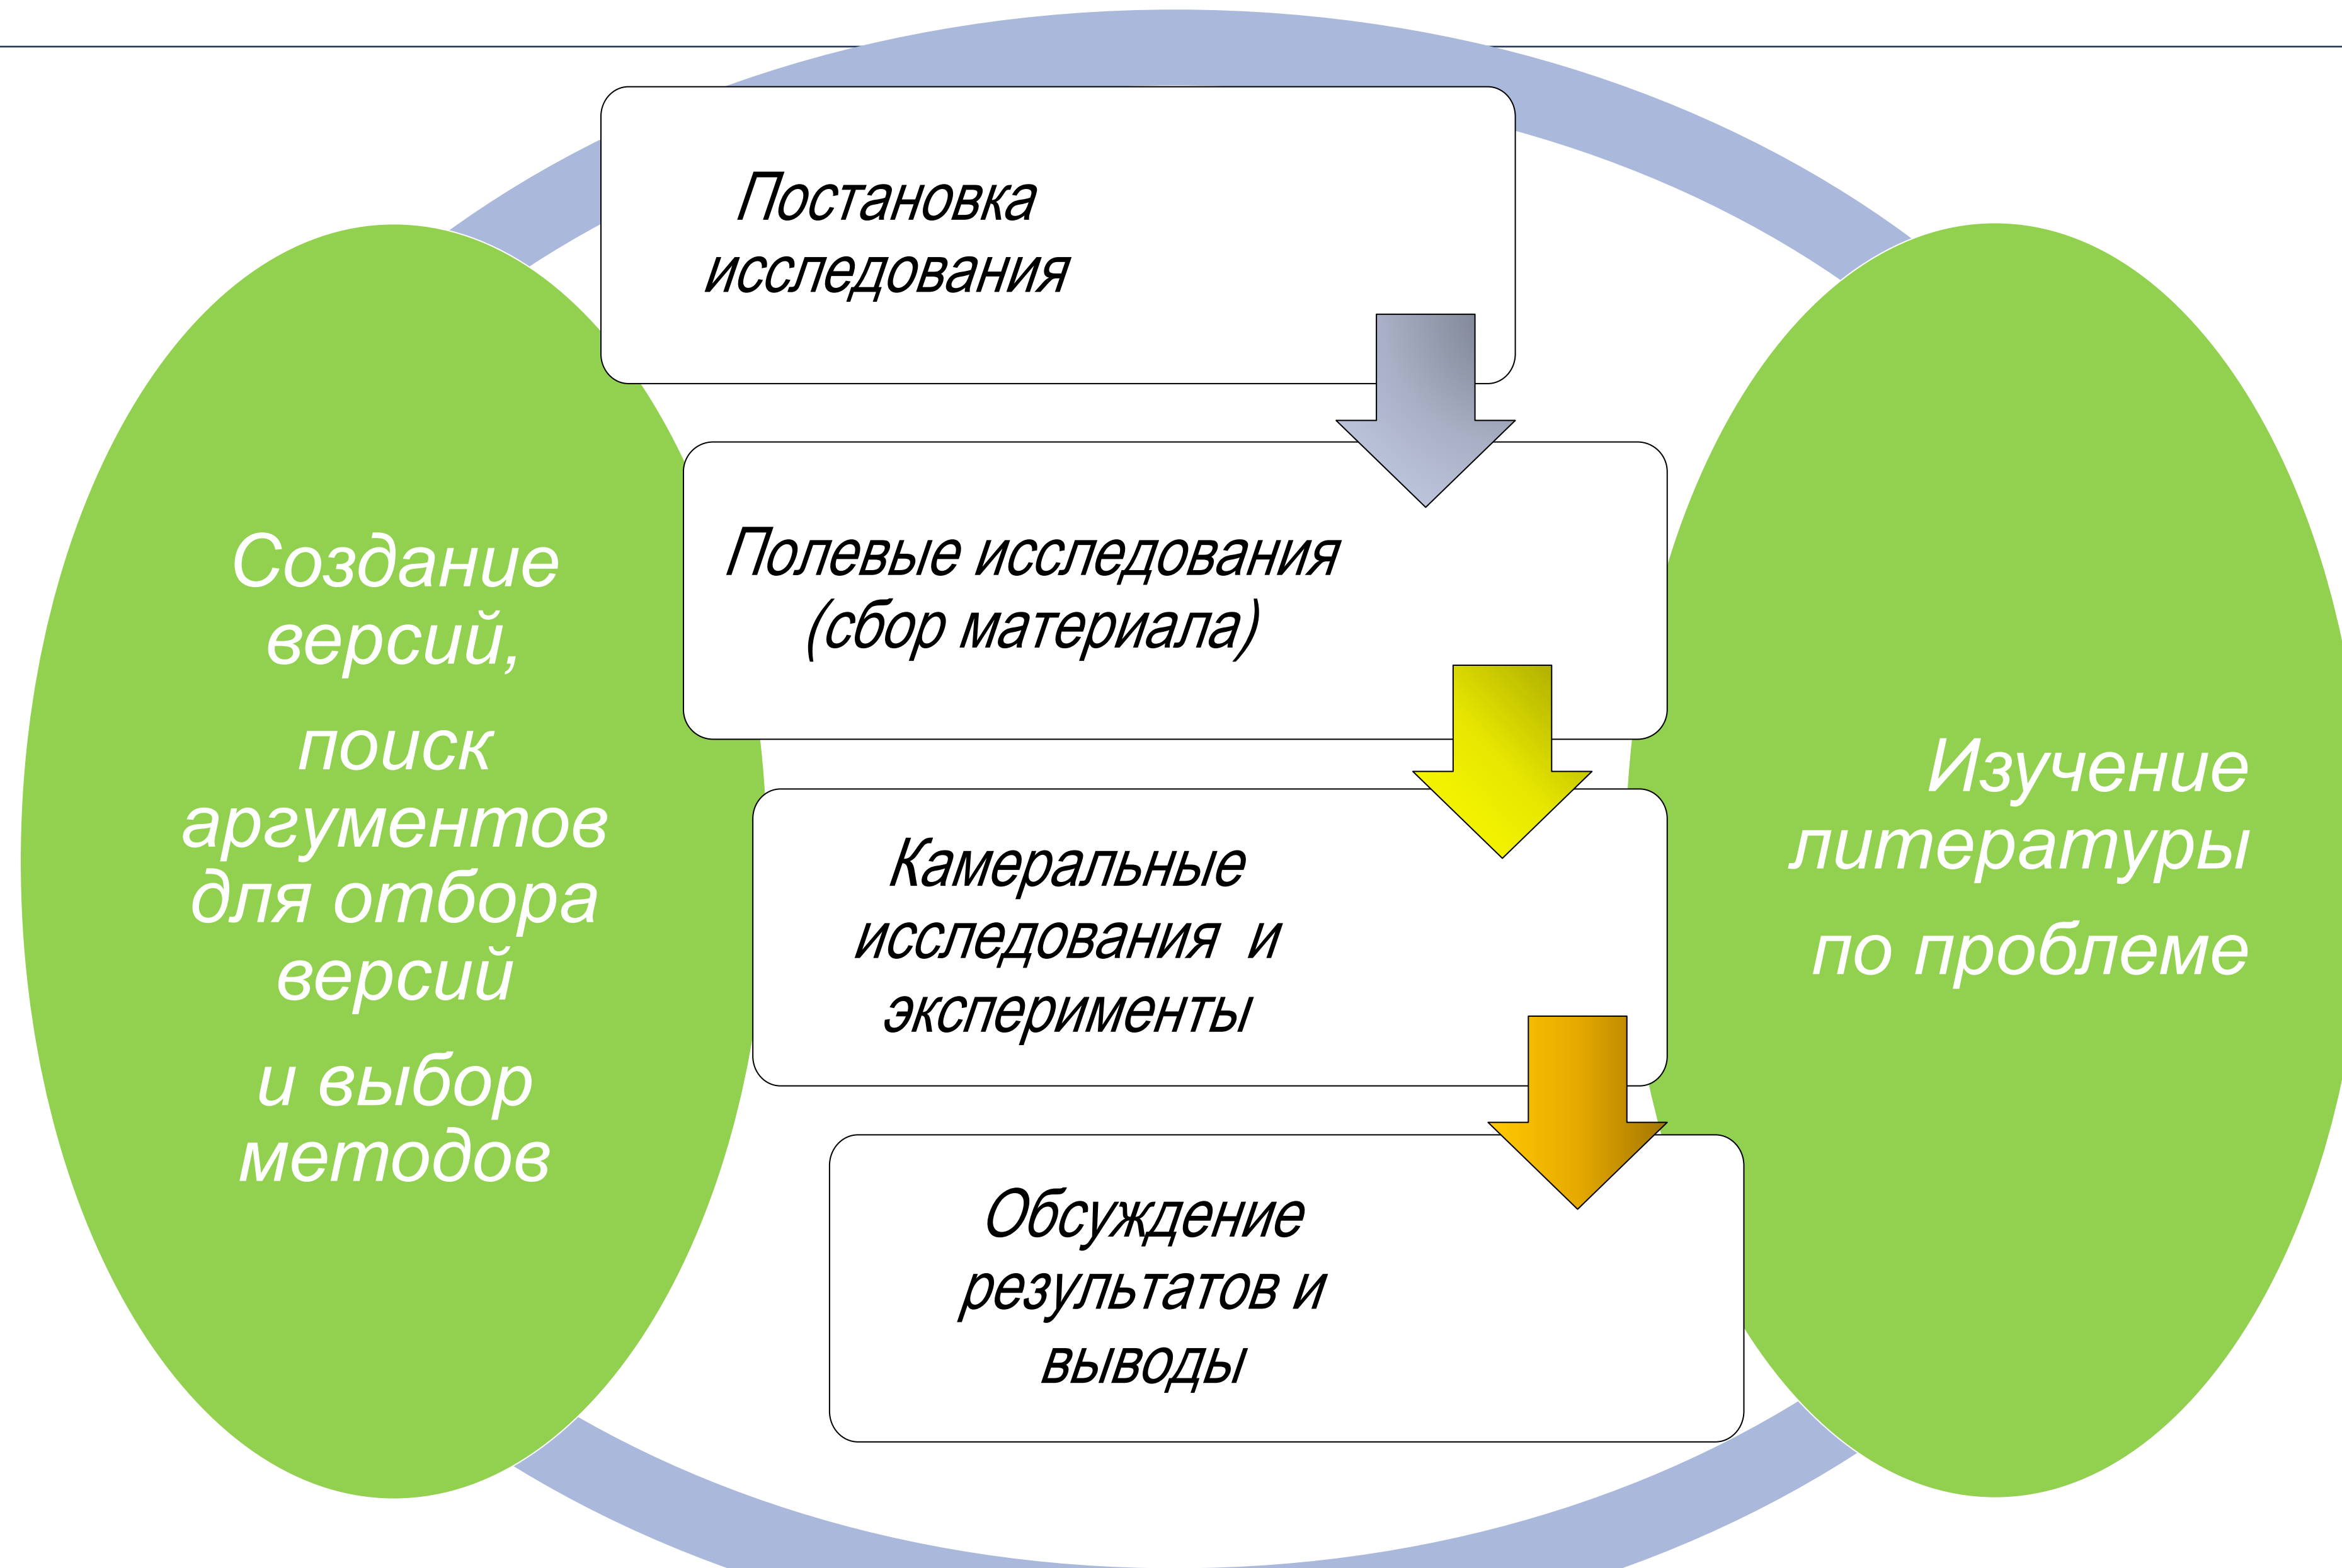 Постановка
исследования
Полевые исследования
(сбор материала)
Камеральные
исследования и
эксперименты
Обсуждение
результатов и
выводы
Создание
версий,
поиск
аргументов
для отбора
версий
и выбор
методов
Изучение
литературы
по проблеме